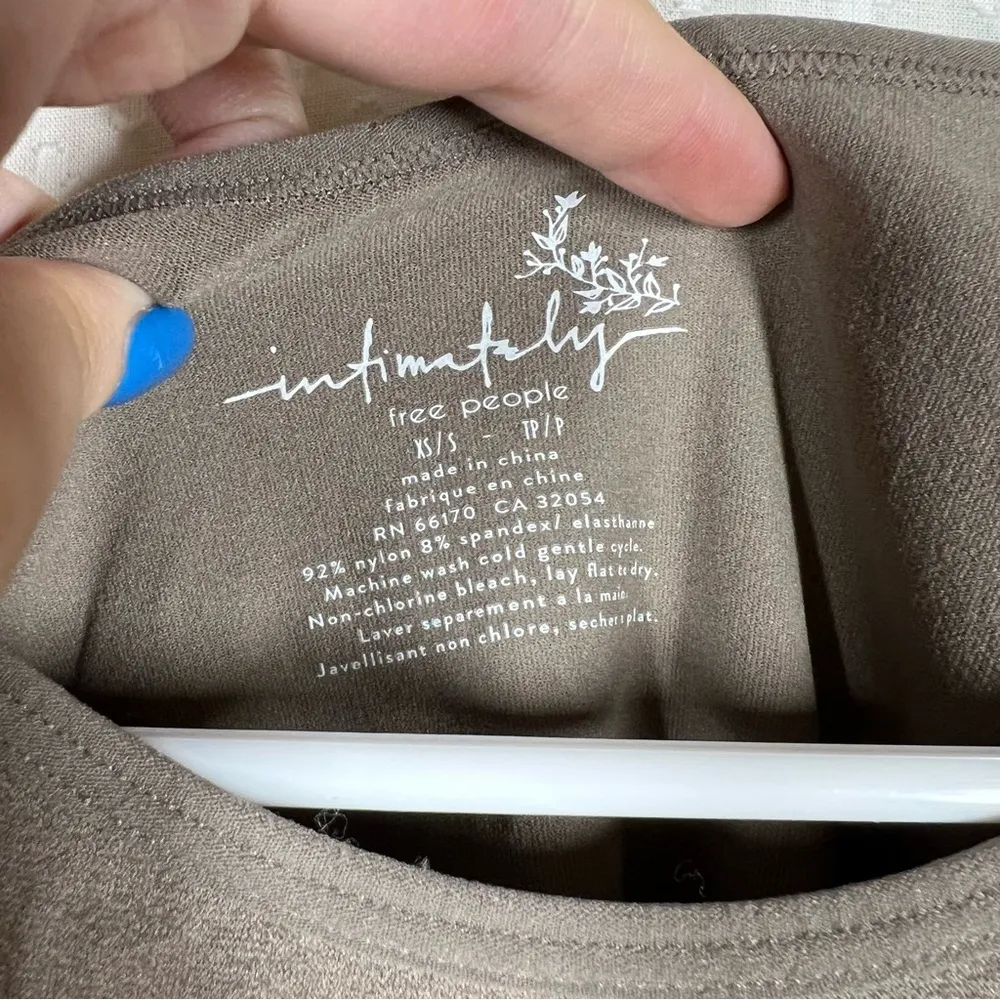 intimately
free people
XS/S - TP/P
made in china
fabrique en chine
RN 66170 CA 32054
92% nylon 8% spandex/ elasthanne
Machine wash cold gentle cycle.
Non-chlorine bleach, lay flat to dry.
Laver separement a la main
Javellisant non chlore, secher plat.